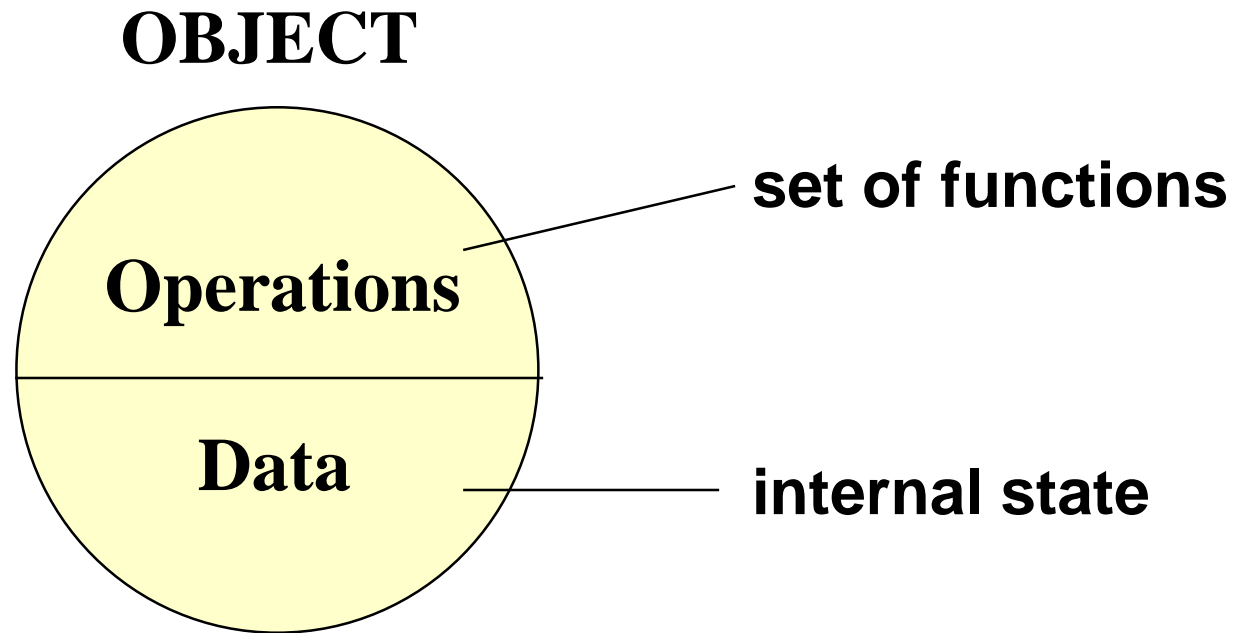 OBJECT
set of functions
Operations
Data
internal state